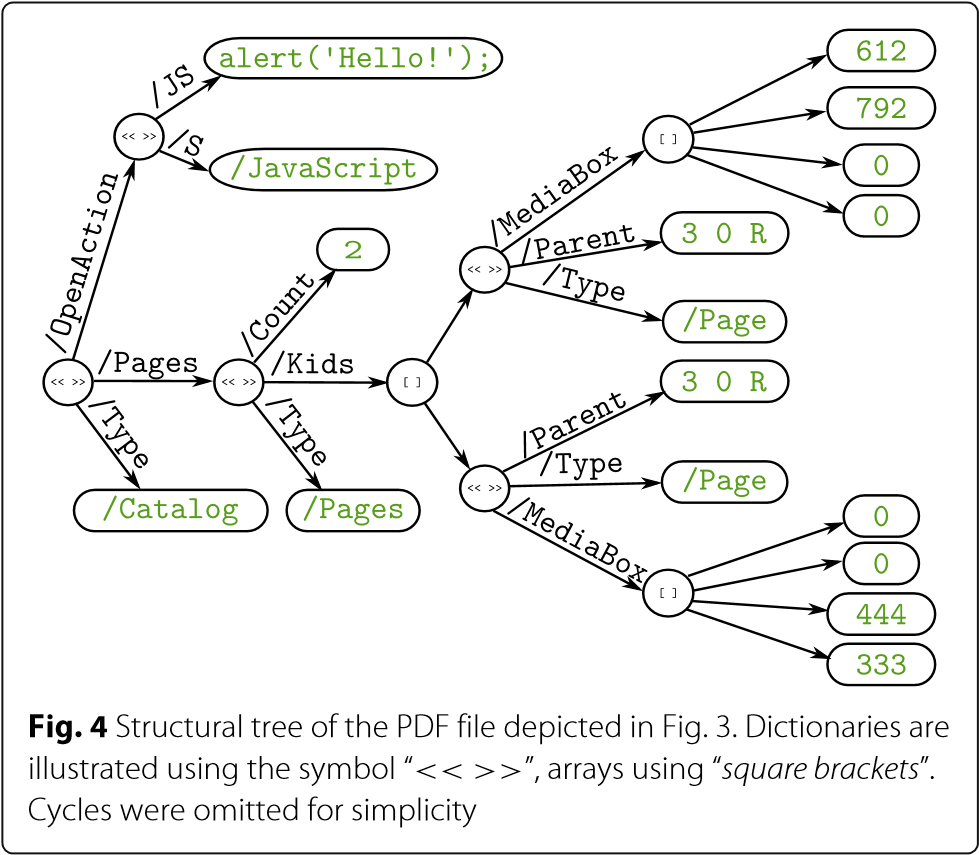 alert('Hello!');
/JS
<< >>
/S
/JavaScript
/OpenAction
2
/Count
<< >>
/Pages
<< >>
/Kids
[ ]
/Type
/Type
/Catalog
/Pages
612
792
0
0
[ ]
/MediaBox
<< >>
/Parent
3 0 R
/Type
/Page
3 0 R
/Parent
/Type
/Page
<< >>
/MediaBox
[ ]
0
0
444
333
Fig. 4 Structural tree of the PDF file depicted in Fig. 3. Dictionaries are
illustrated using the symbol “<< >>”, arrays using “square brackets”.
Cycles were omitted for simplicity